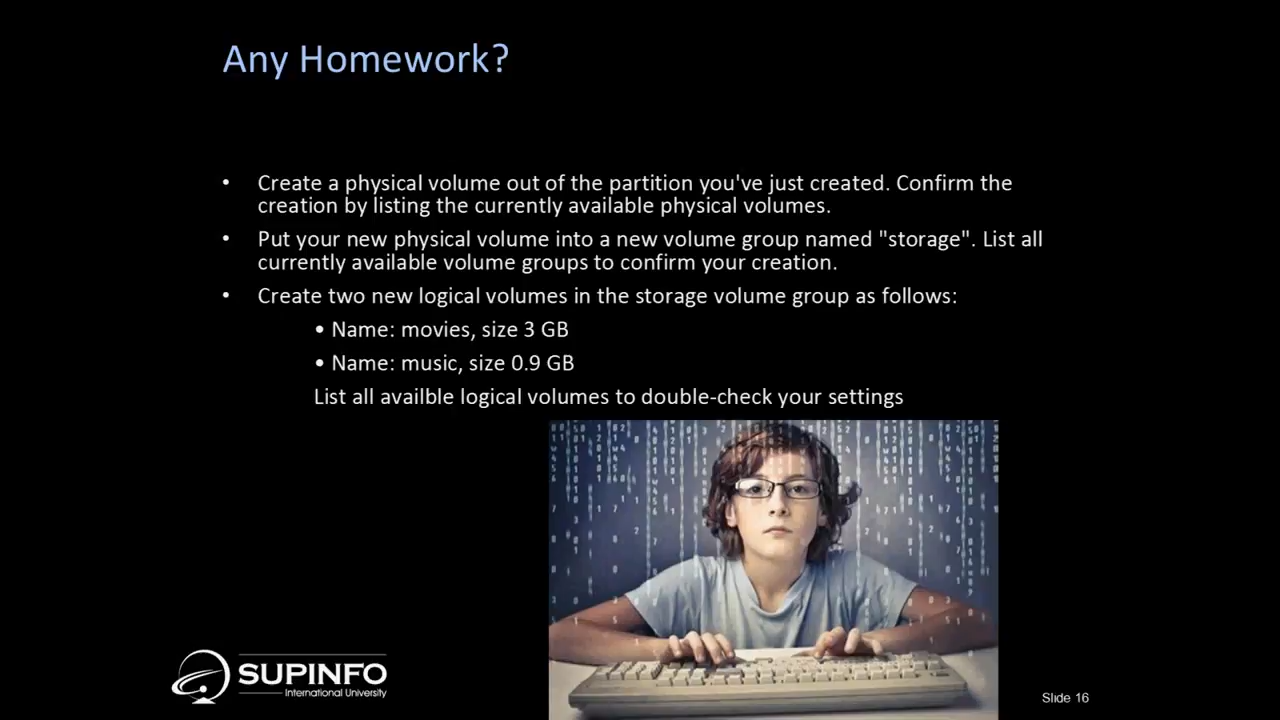 Any Homework?
• Create a physical volume out of the partition you've just created. Confirm the
creation by listing the currently available physical volumes.
• Put your new physical volume into a new volume group named "storage". List all
currently available volume groups to confirm your creation.
• Create two new logical volumes in the storage volume group as follows:
• Name: movies, size 3 GB
• Name: music, size 0.9 GB
List all availble logical volumes to double-check your settings
SUPINFO
International University
Slide 16